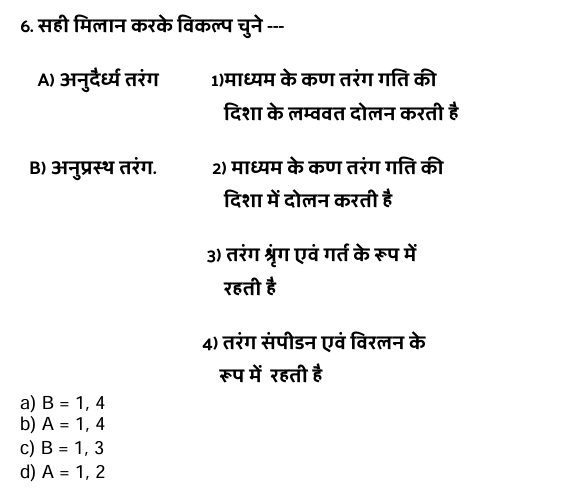 6. सही मिलान करके विकल्प चुने ---
A) अनुदैर्ध्य तरंग 1)माध्यम के कण तरंग गति की
दिशा के लम्ववत दोलन करती है
B) अनुप्रस्थ तरंग. 2) माध्यम के कण तरंग गति की
दिशा में दोलन करती है
3) तरंग श्रृंग एवं गर्त के रूप में
रहती है
4) तरंग संपीडन एवं विरलन के
रूप में रहती है
a) B = 1, 4
b) A = 1, 4
c) B = 1, 3
d) A = 1, 2